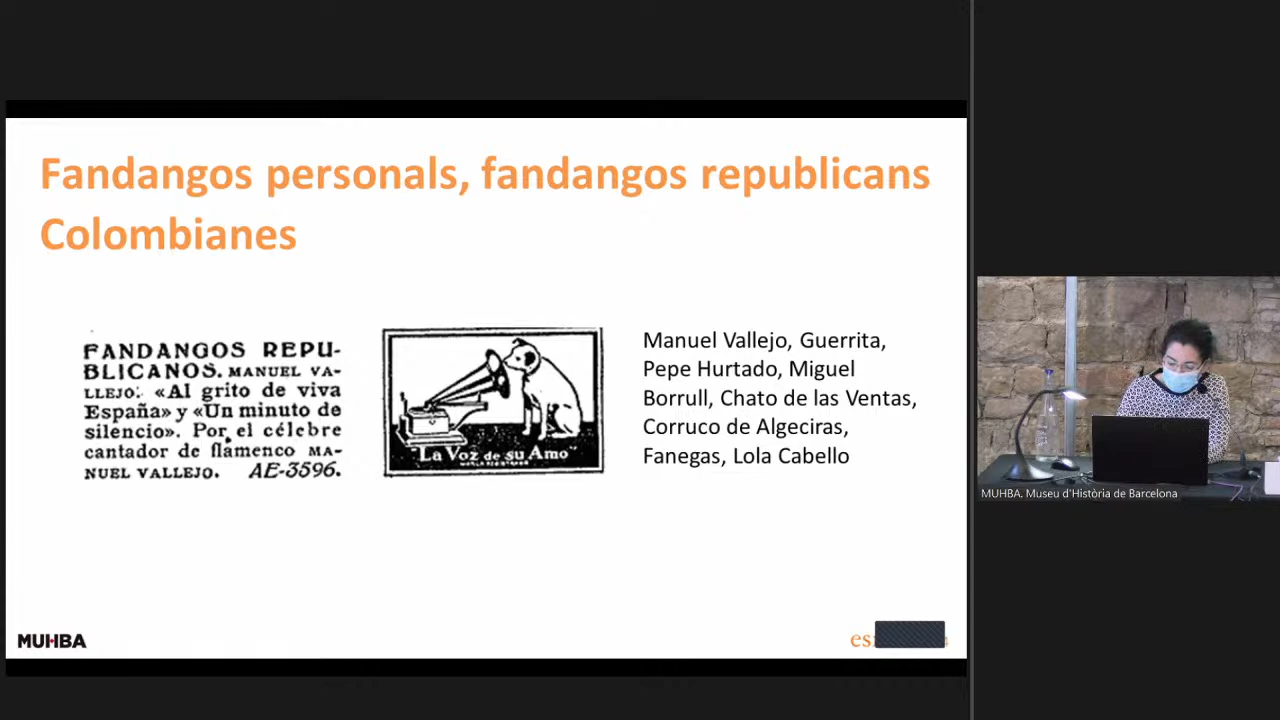 Fandangos personals, fandangos republicans
Colombianes
FANDANGOS REPU-
BLICANOS. MANUEL VA-
LLEJO: «Al grito de viva
España» y «Un minuto de
silencio». Por el célebre
cantador de flamenco MA-
NUEL VALLEJO. AE-3596.
"La Voz de su Amo"
Manuel Vallejo, Guerrita,
Pepe Hurtado, Miguel
Borrull, Chato de las Ventas,
Corruco de Algeciras,
Fanegas, Lola Cabello
MUHBA
MUHBA. Museu d'Història de Barcelona